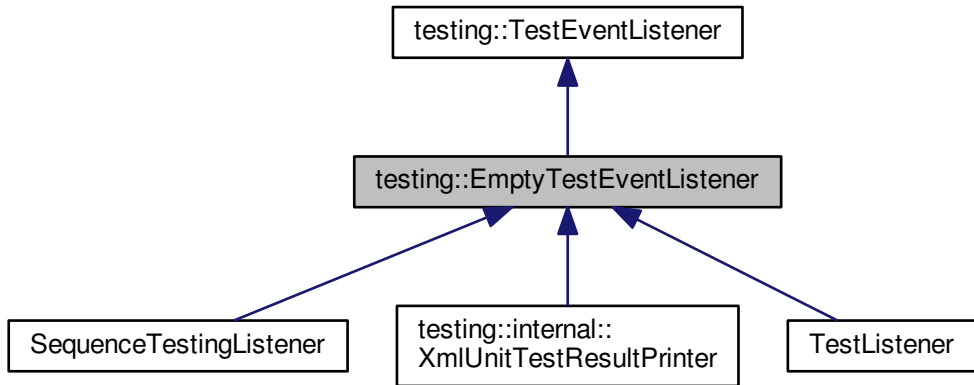 testing::TestEventListener
testing::EmptyTestEventListener
SequenceTestingListener
testing::internal::
XmlUnitTestResultPrinter
TestListener